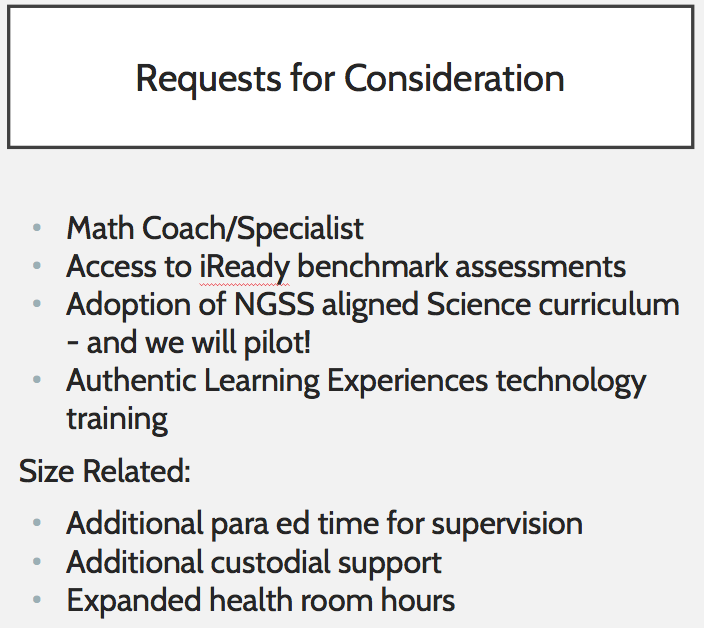 Requests for Consideration
• Math Coach/Specialist
• Access to iReady benchmark assessments
• Adoption of NGSS aligned Science curriculum
- and we will pilot!
• Authentic Learning Experiences technology
training
Size Related:
• Additional para ed time for supervision
• Additional custodial support
• Expanded health room hours